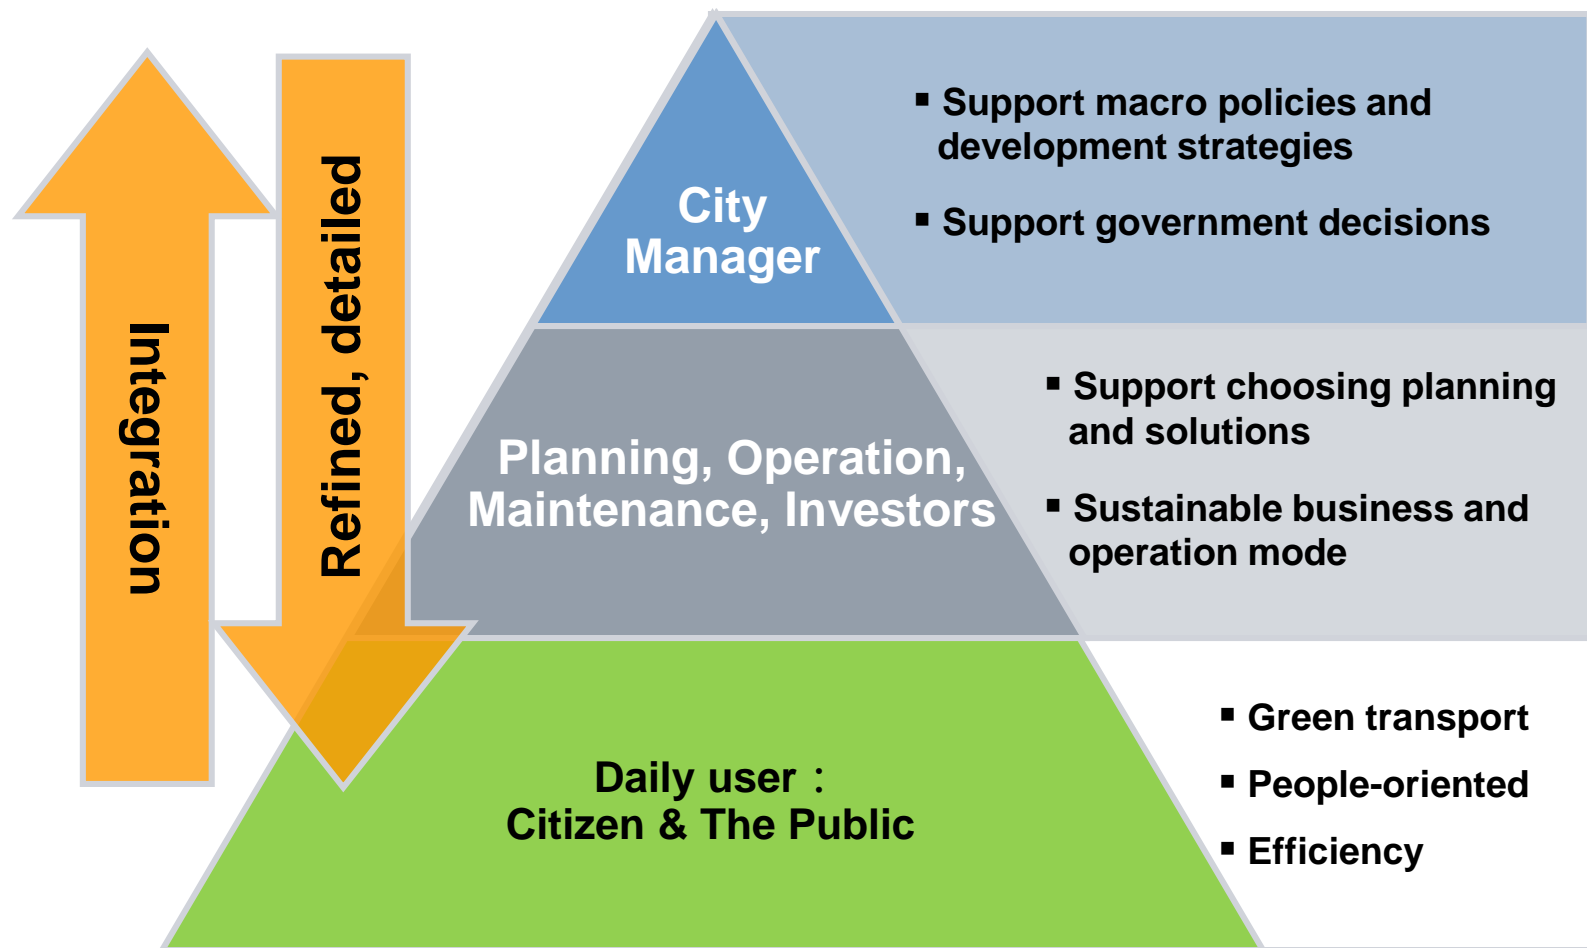 Integration
Refined, detailed
City
Manager
▪ Support macro policies and
development strategies
▪ Support government decisions
Planning, Operation,
Maintenance, Investors
▪ Support choosing planning
and solutions
▪ Sustainable business and
operation mode
Daily user：
Citizen & The Public
▪ Green transport
▪ People-oriented
▪ Efficiency